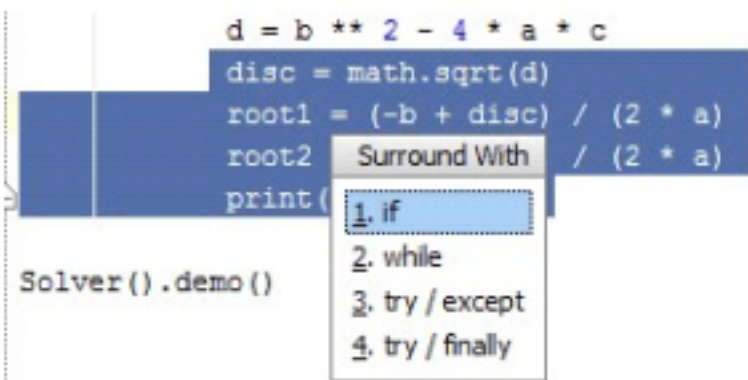 d = b ** 2 - 4 * a * c
disc = math.sqrt(d)
root1 = (-b + disc) / (2 * a)
root2 / (2 * a)
print(
Surround With
1. if
2. while
3. try / except
4. try / finally
Solver().demo()